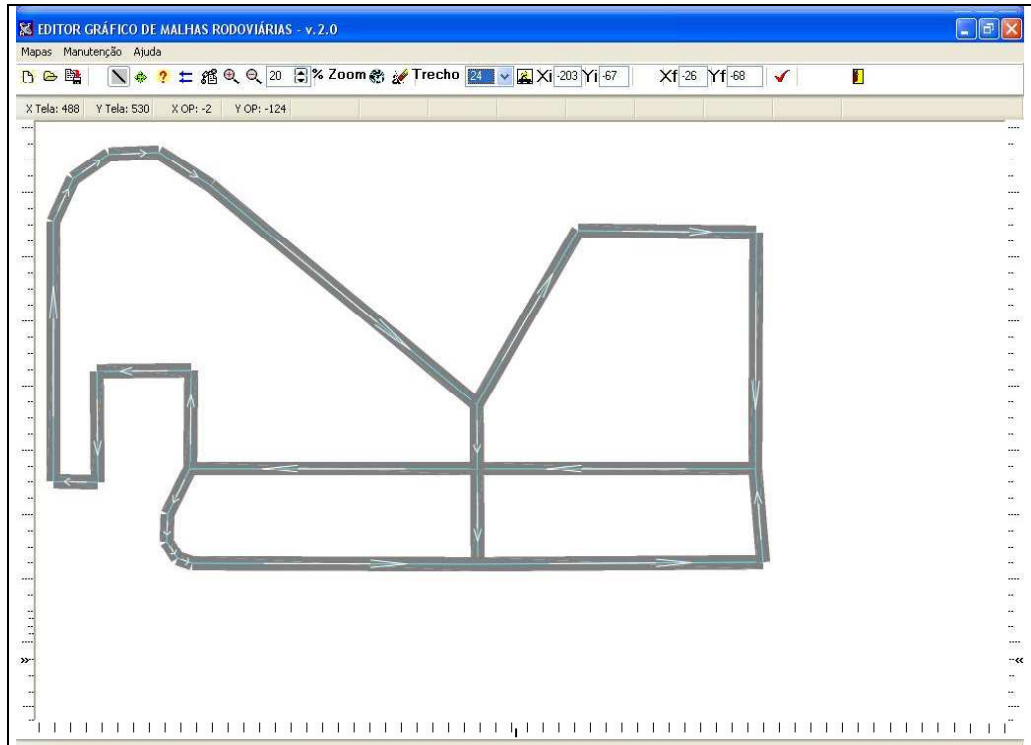 EDITOR GRÁFICO DE MALHAS RODOVIÁRIAS - v.2.0
Mapas Manutenção Ajuda
20 % Zoom Trecho 24 Xi -203 Yi -67 Xf -26 Yf -68
X Tela: 488 Y Tela: 530 X OP: -2 Y OP: -124